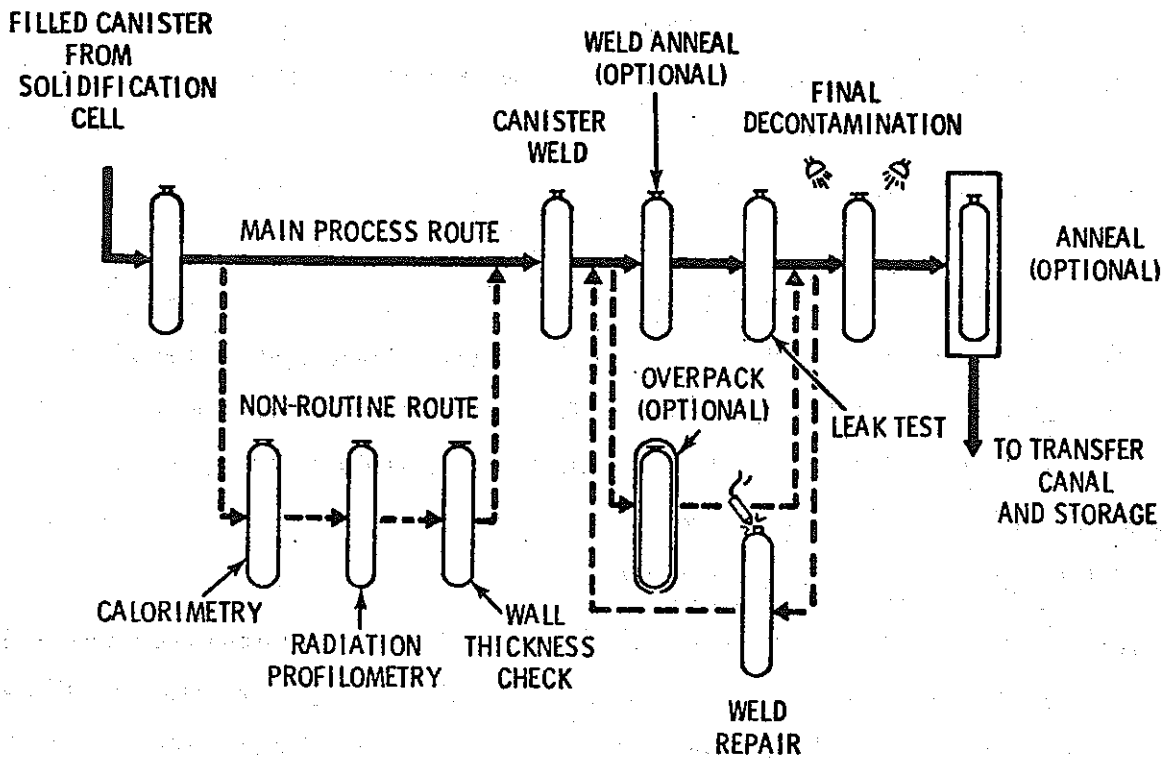 FILLED CANISTER
FROM
SOLIDIFICATION
CELL
WELD ANNEAL
(OPTIONAL)
FINAL
DECONTAMINATION
CANISTER
WELD
MAIN PROCESS ROUTE
ANNEAL
(OPTIONAL)
NON-ROUTINE ROUTE
OVERPACK
(OPTIONAL)
LEAK TEST
TO TRANSFER
CANAL
AND STORAGE
CALORIMETRY
RADIATION
PROFILOMETRY
WALL
THICKNESS
CHECK
WELD
REPAIR